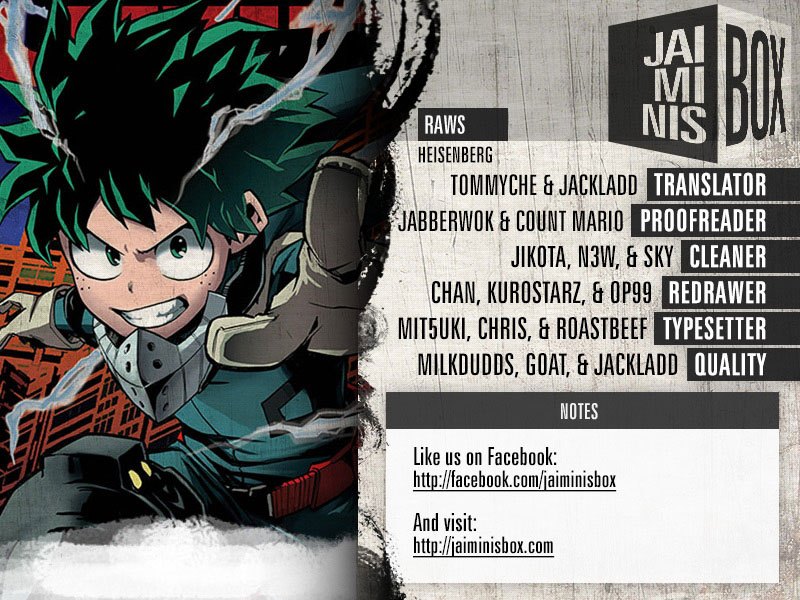 JAI
MI
NIS
BOX
RAWS
HEISENBERG
TOMMYCHE & JACKLADD TRANSLATOR
JABBERWOK & COUNT MARIO PROOFREADER
JIKOTA, N3W, & SKY CLEANER
CHAN, KUROSTARZ, & OP99 REDRAWER
MIT5UKI, CHRIS, & ROASTBEEF TYPESETTER
MILKDUDDS, GOAT, & JACKLADD QUALITY
NOTES
Like us on Facebook:
http://facebook.com/jaiminisbox
And visit:
http://jaiminisbox.com